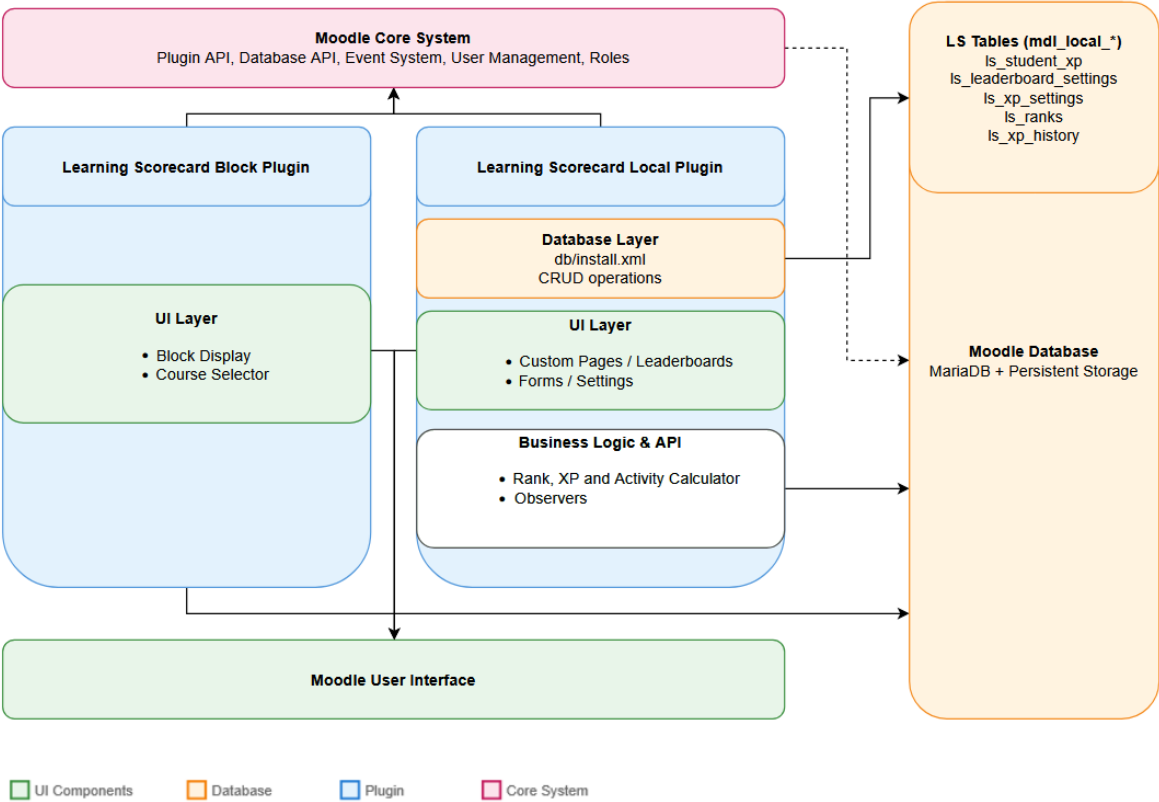 Moodle Core System
Plugin API, Database API, Event System, User Management, Roles
LS Tables (mdl_local_*)
ls_student_xp
ls_leaderboard_settings
ls_xp_settings
ls_ranks
ls_xp_history
Learning Scorecard Block Plugin
Learning Scorecard Local Plugin
Database Layer
db/install.xml
CRUD operations
UI Layer
• Block Display
• Course Selector
UI Layer
• Custom Pages / Leaderboards
• Forms / Settings
Moodle Database
MariaDB + Persistent Storage
Business Logic & API
• Rank, XP and Activity Calculator
• Observers
Moodle User Interface
UI Components
Database
Plugin
Core System